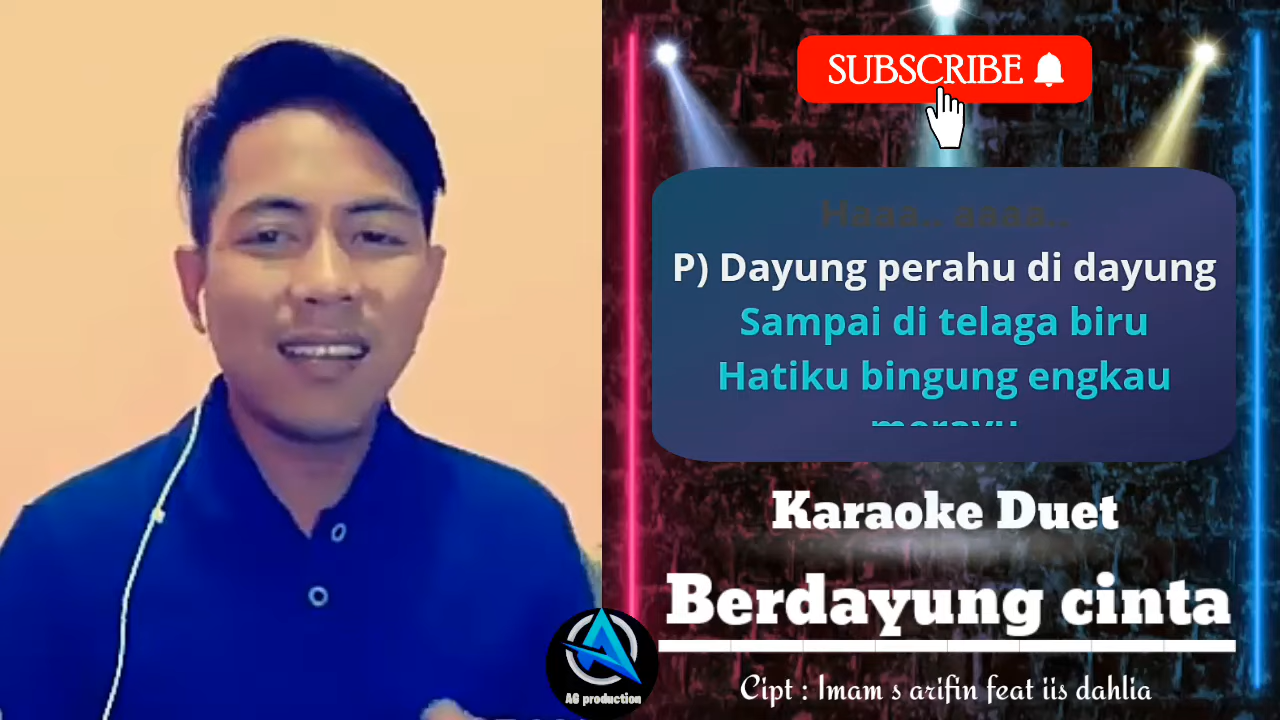 SUBSCRIBE
Haaa.. aaaa..
P) Dayung perahu di dayung
Sampai di telaga biru
Hatiku bingung engkau
merayu
Karaoke Duet
Berdayung cinta
Cipt : Imam s arifin feat iis dahlia
AG production